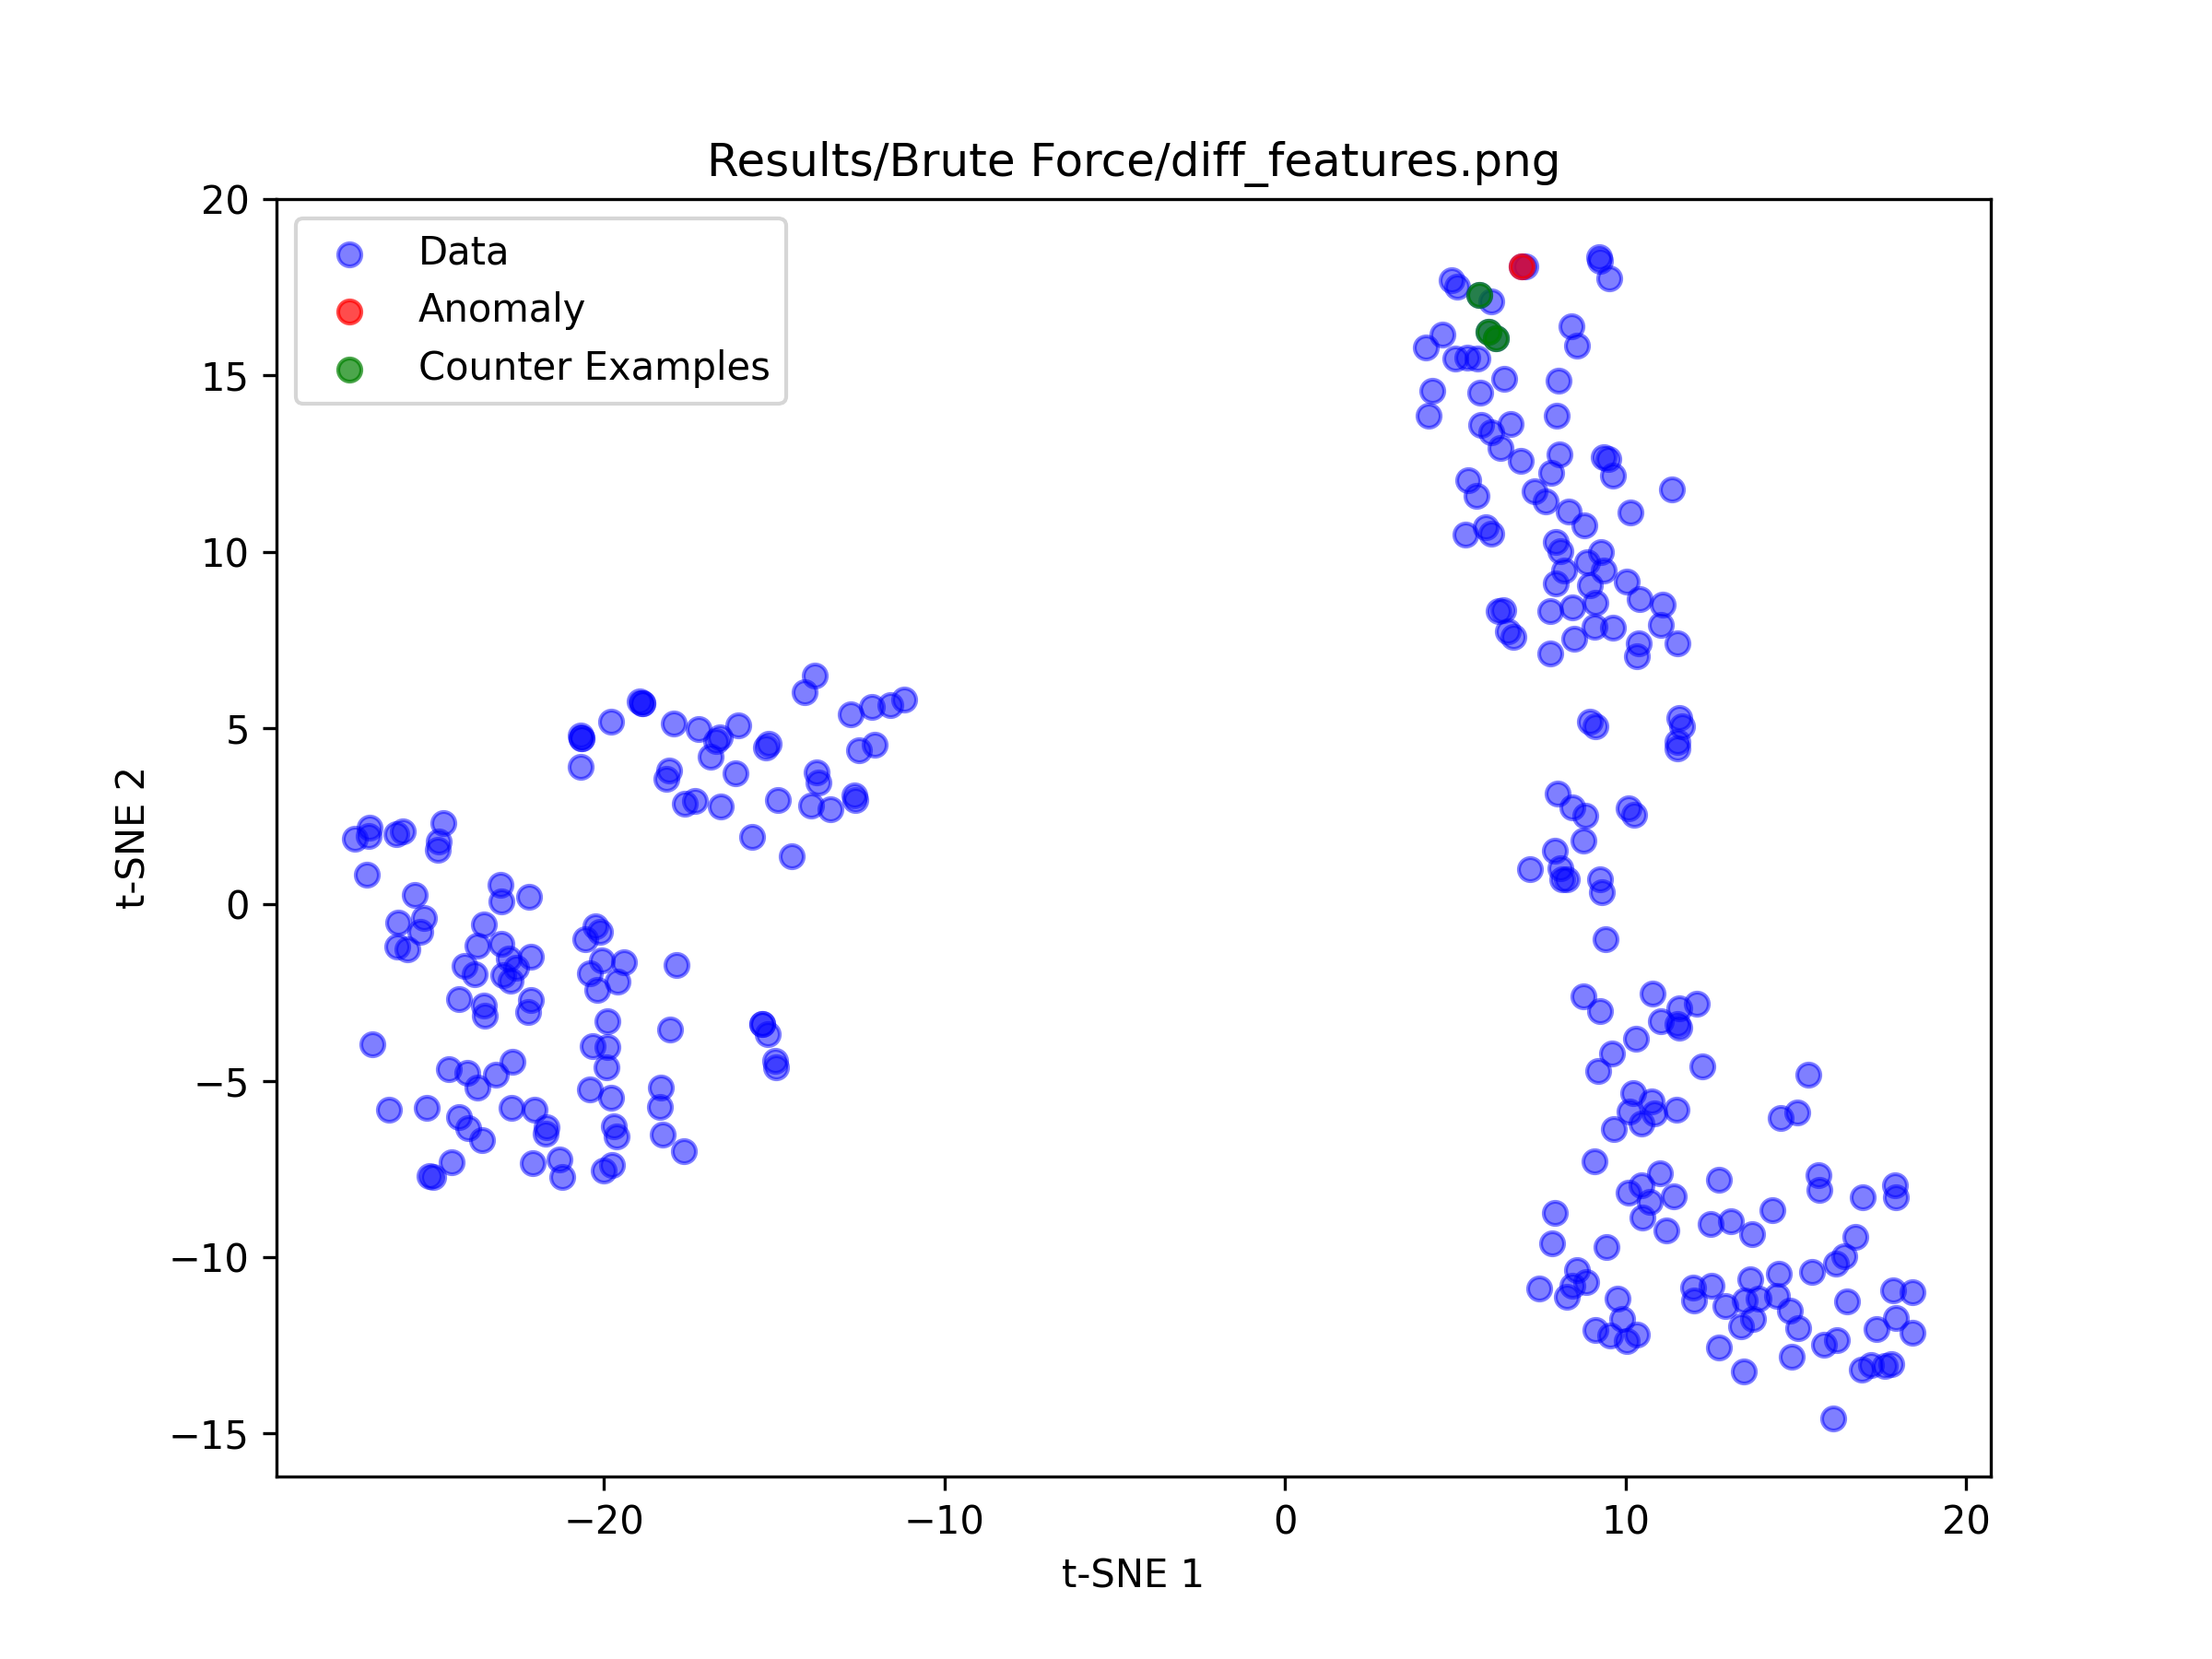 Results/Brute Force/diff_features.png
20
15
10
5
0
−5
−10
−15
Data
Anomaly
Counter Examples
t-SNE 2
−20
−10
0
10
20
t-SNE 1